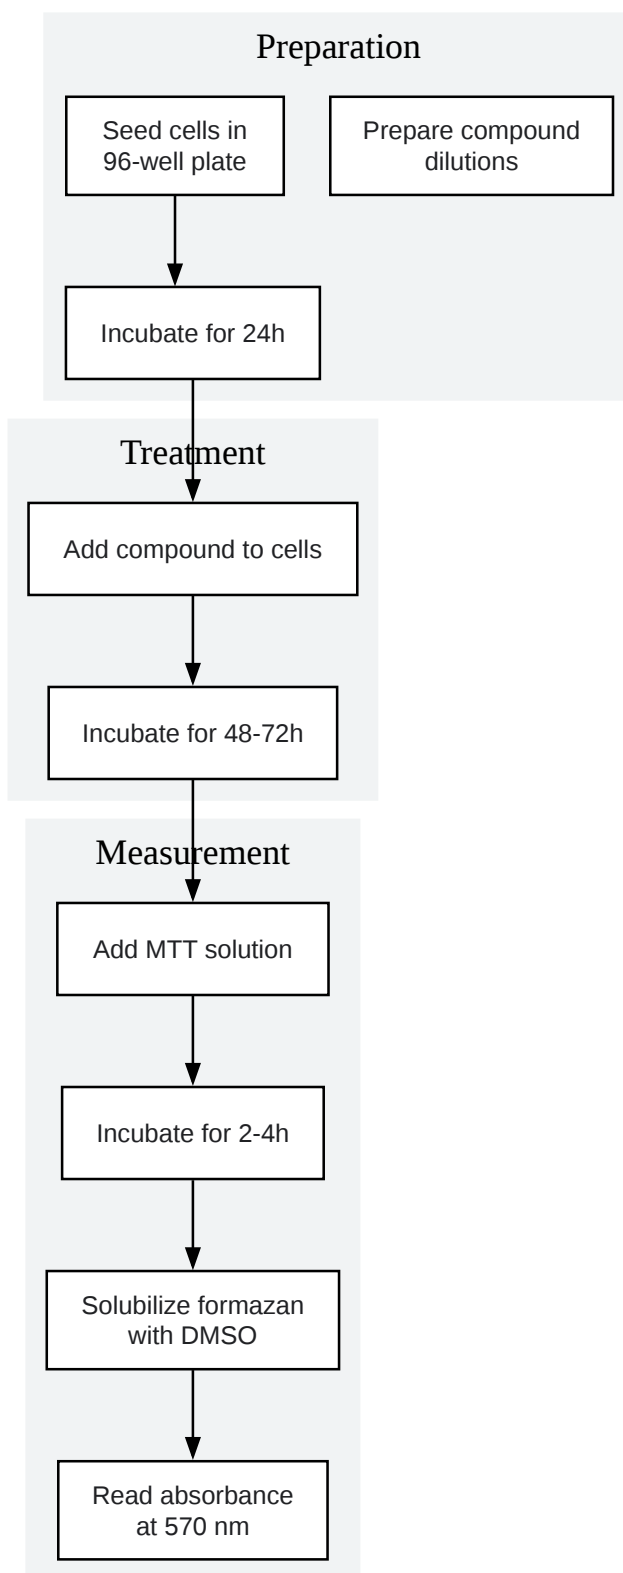 Preparation
Seed cells in
96-well plate
Prepare compound
dilutions
Incubate for 24h
Treatment
Add compound to cells
Incubate for 48-72h
Measurement
Add MTT solution
Incubate for 2-4h
Solubilize formazan
with DMSO
Read absorbance
at 570 nm